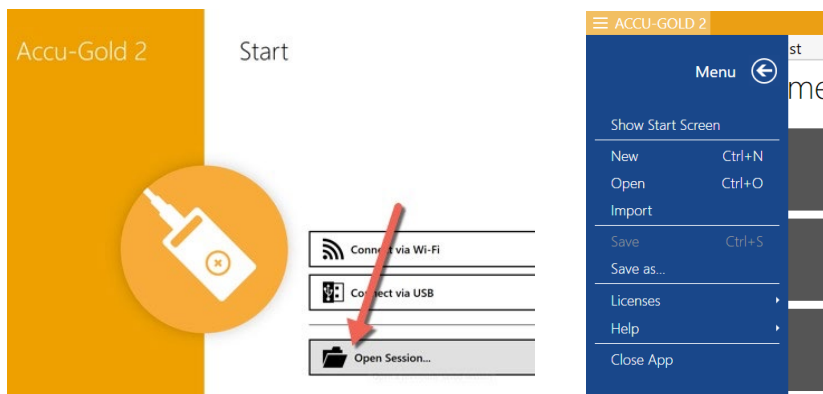 Accu-Gold 2
Start
Connect via Wi-Fi
Connect via USB
Open Session...
ACCU-GOLD 2
st
Menu
me
Show Start Screen
New Ctrl+N
Open Ctrl+O
Import
Save Ctrl+S
Save as...
Licenses
Help
Close App